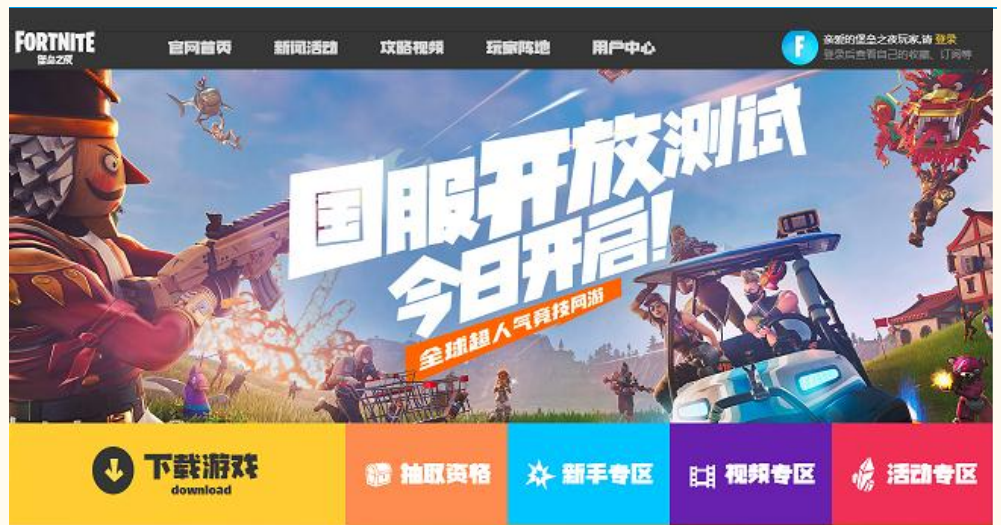 FORTNITE
堡垒之夜
官网首页 新闻活动 攻略视频 玩家阵地 用户中心
F
亲爱的堡垒之夜玩家,请 登录
登录后查看自己的收藏、订阅等
国服开放测试
今日开启!
全球超人气竞技网游
下载游戏
download
抽取资格
新手专区
视频专区
活动专区